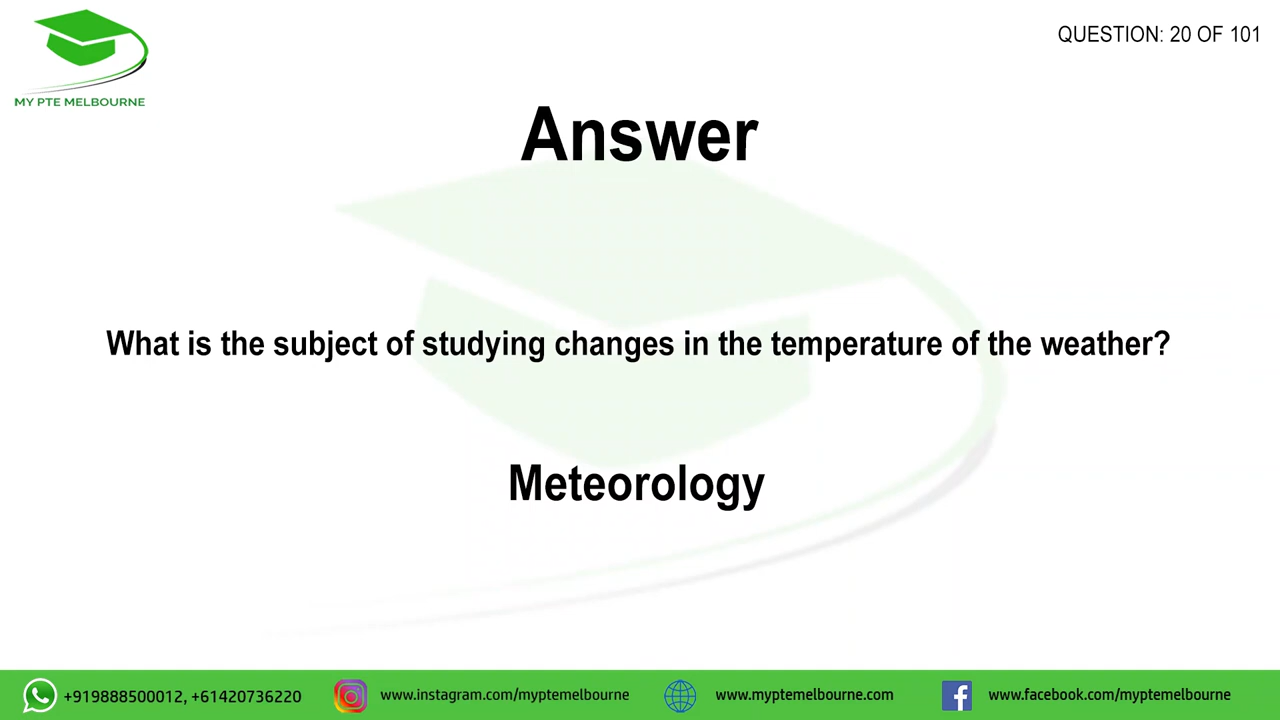 MY PTE MELBOURNE
QUESTION: 20 OF 101
Answer
What is the subject of studying changes in the temperature of the weather?
Meteorology
+919888500012, +61420736220
www.instagram.com/myptemelbourne
www.myptemelbourne.com
www.facebook.com/myptemelbourne